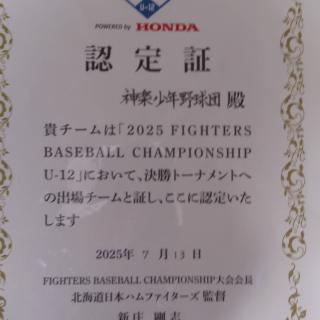 U-12
POWERED by HONDA
認定証
神楽少年野球団 殿
貴チームは「2025 FIGHTERS
BASEBALL CHAMPIONSHIP
U-12」において、決勝トーナメントへ
の出場チームと証し、ここに認定いた
します
2025年 7月 13日
FIGHTERS BASEBALL CHAMPIONSHIP大会会長
北海道日本ハムファイターズ 監督
新庄 剛志